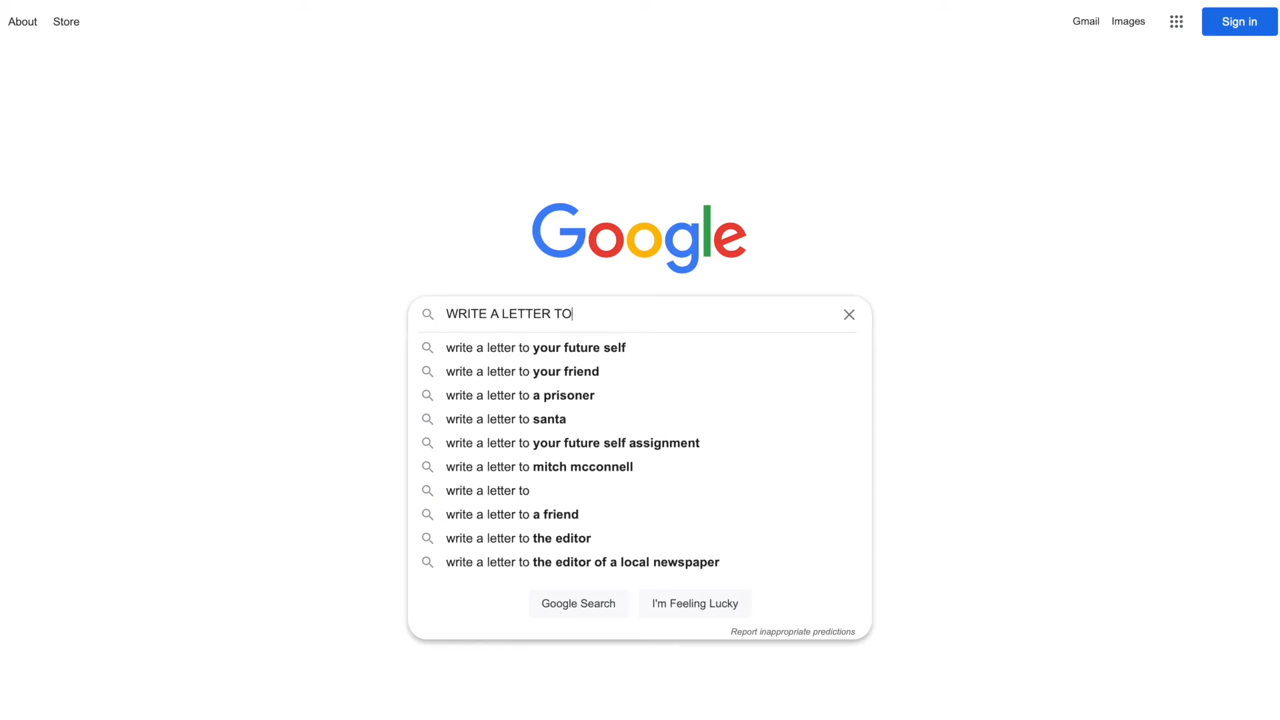 About Store Gmail Images Sign in
Google
WRITE A LETTER TO
write a letter to your future self
write a letter to your friend
write a letter to a prisoner
write a letter to santa
write a letter to your future self assignment
write a letter to mitch mcconnell
write a letter to
write a letter to a friend
write a letter to the editor
write a letter to the editor of a local newspaper
Google Search I'm Feeling Lucky
Report inappropriate predictions